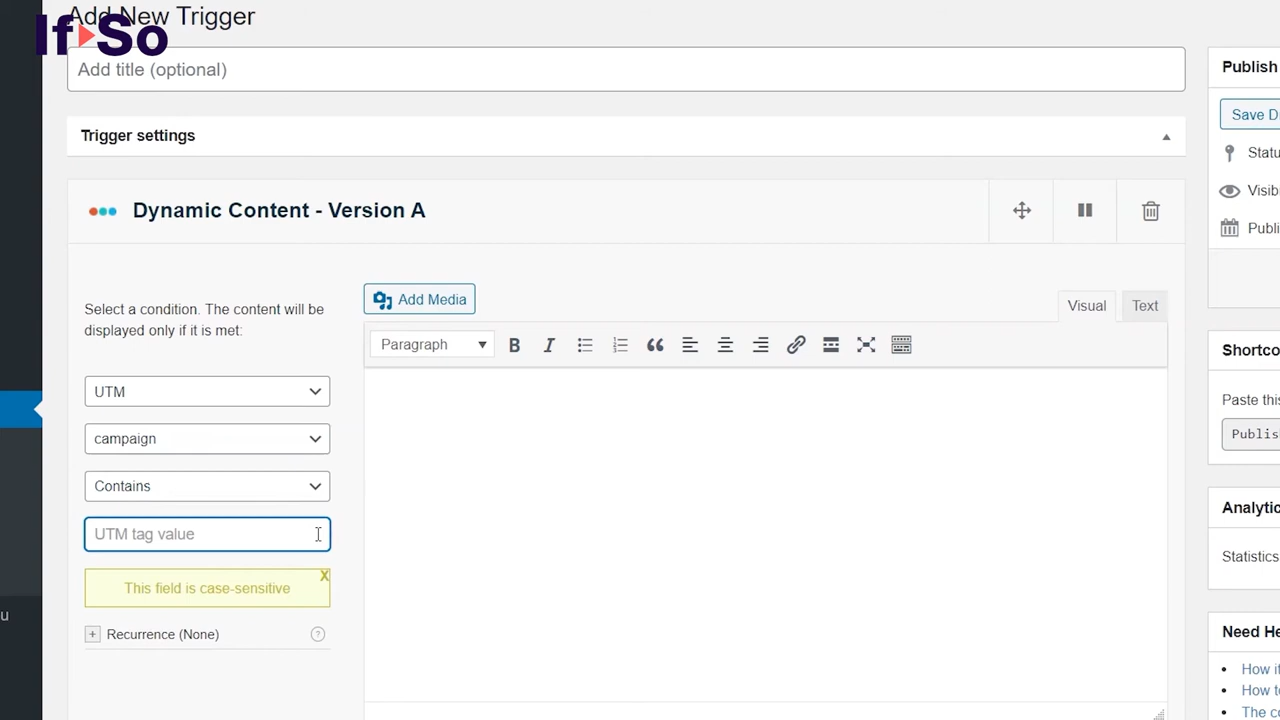 Add New Trigger
If So
Add title (optional)
Publish
Trigger settings
Save D
Statu
Visib
Publi
Dynamic Content - Version A
Select a condition. The content will be
displayed only if it is met:
Add Media
Visual
Text
Paragraph
B
I
UTM
campaign
Contains
UTM tag value
This field is case-sensitive
X
+ Recurrence (None) ?
Shortco
Paste this
Publis
Analytic
Statistics
Need He
How it
How to
The co
u